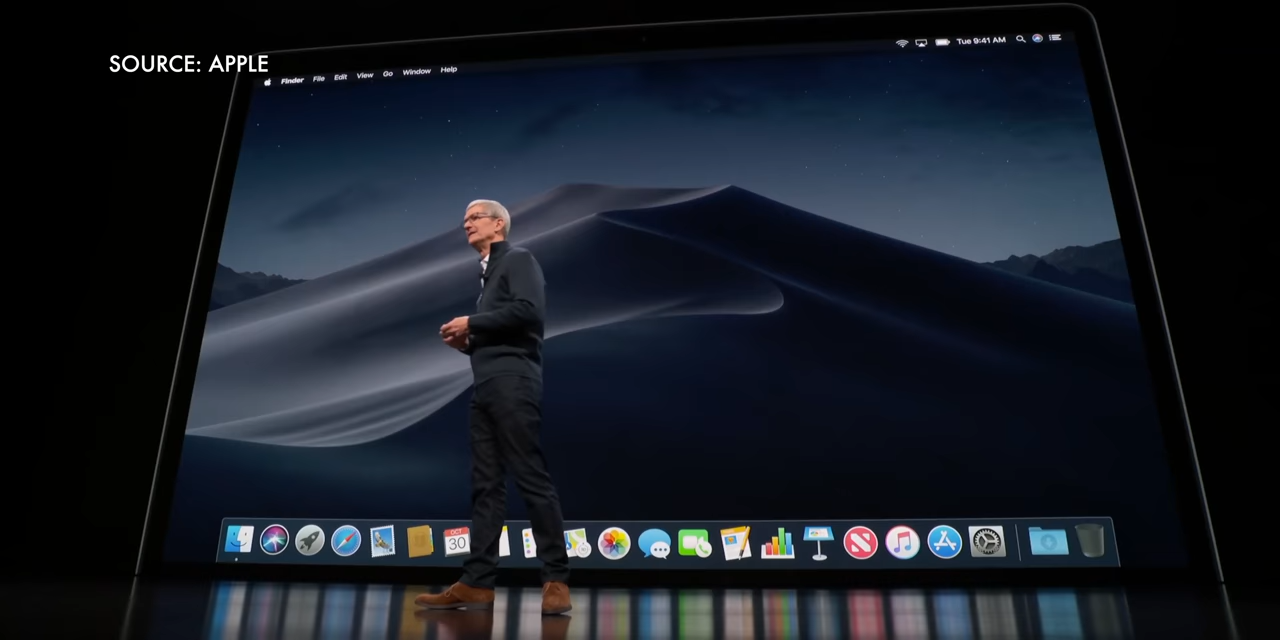 SOURCE: APPLE
Finder File Edit View Go Window Help
Tue 9:41 AM
OCT
30